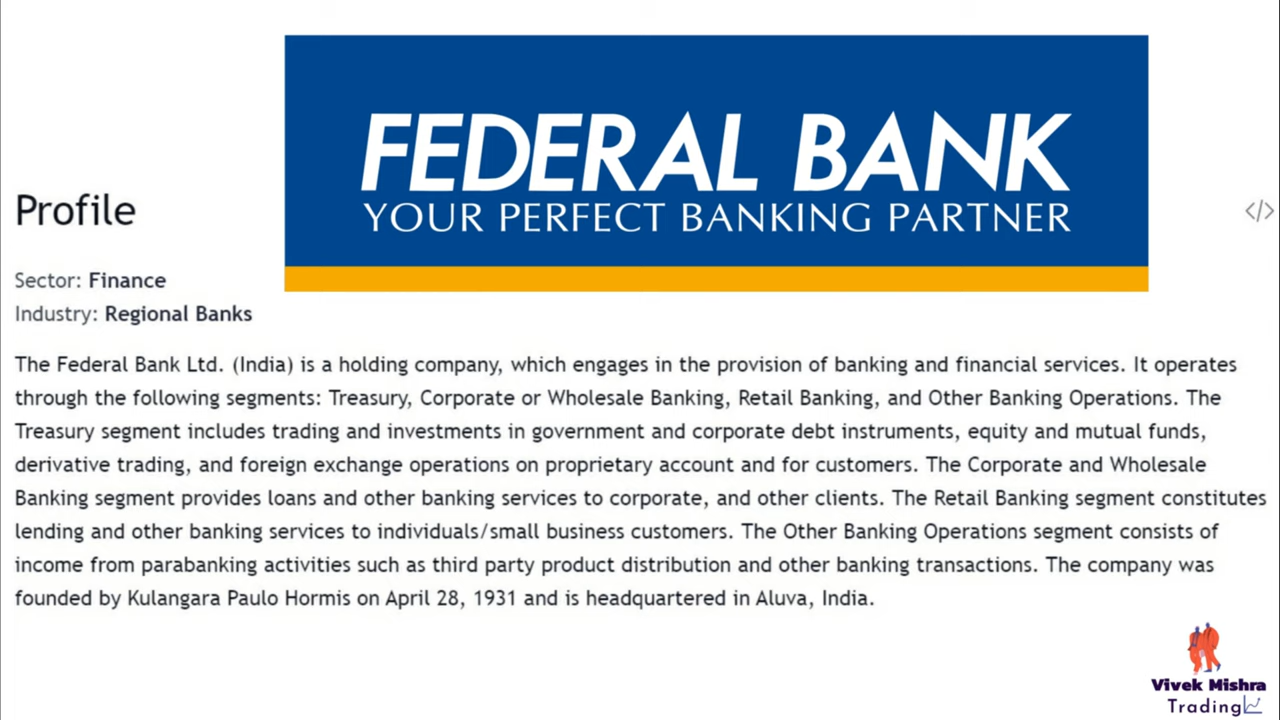 FEDERAL BANK
YOUR PERFECT BANKING PARTNER
Profile
</>
Sector: Finance
Industry: Regional Banks
The Federal Bank Ltd. (India) is a holding company, which engages in the provision of banking and financial services. It operates
through the following segments: Treasury, Corporate or Wholesale Banking, Retail Banking, and Other Banking Operations. The
Treasury segment includes trading and investments in government and corporate debt instruments, equity and mutual funds,
derivative trading, and foreign exchange operations on proprietary account and for customers. The Corporate and Wholesale
Banking segment provides loans and other banking services to corporate, and other clients. The Retail Banking segment constitutes
lending and other banking services to individuals/small business customers. The Other Banking Operations segment consists of
income from parabanking activities such as third party product distribution and other banking transactions. The company was
founded by Kulangara Paulo Hormis on April 28, 1931 and is headquartered in Aluva, India.
Vivek Mishra
Trading